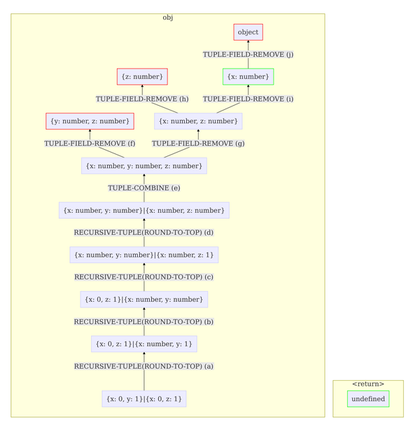 obj
object
TUPLE-FIELD-REMOVE (j)
{z: number}
{x: number}
TUPLE-FIELD-REMOVE (h)
TUPLE-FIELD-REMOVE (i)
{y: number, z: number}
{x: number, z: number}
TUPLE-FIELD-REMOVE (f)
TUPLE-FIELD-REMOVE (g)
{x: number, y: number, z: number}
TUPLE-COMBINE (e)
{x: number, y: number}|{x: number, z: number}
RECURSIVE-TUPLE(ROUND-TO-TOP) (d)
{x: number, y: number}|{x: number, z: 1}
RECURSIVE-TUPLE(ROUND-TO-TOP) (c)
{x: 0, z: 1}|{x: number, y: number}
RECURSIVE-TUPLE(ROUND-TO-TOP) (b)
{x: 0, z: 1}|{x: number, y: 1}
RECURSIVE-TUPLE(ROUND-TO-TOP) (a)
{x: 0, y: 1}|{x: 0, z: 1}
<return>
undefined